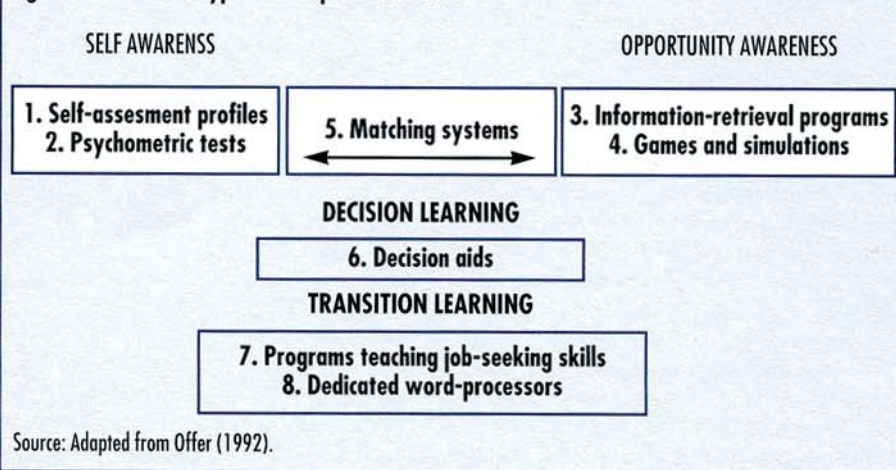 SELF AWARENSS
OPPORTUNITY AWARENESS
1. Self-assesment profiles
2. Psychometric tests
5. Matching systems
3. Information-retrieval programs
4. Games and simulations
DECISION LEARNING
6. Decision aids
TRANSITION LEARNING
7. Programs teaching job-seeking skills
8. Dedicated word-processors
Source: Adapted from Offer (1992).